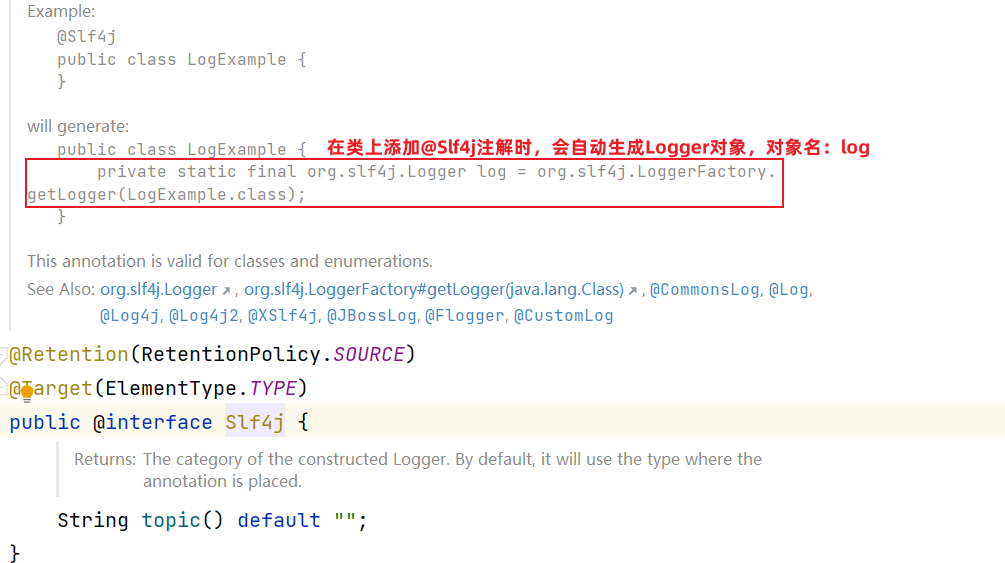 Example:
@Slf4j
public class LogExample {
}
will generate:
public class LogExample { 在类上添加@Slf4j注解时，会自动生成Logger对象，对象名：log
private static final org.slf4j.Logger log = org.slf4j.LoggerFactory.
getLogger(LogExample.class);
}
This annotation is valid for classes and enumerations.
See Also: org.slf4j.Logger ↗, org.slf4j.LoggerFactory#getLogger(java.lang.Class) ↗, @CommonsLog, @Log,
@Log4j, @Log4j2, @XSlf4j, @JBossLog, @Flogger, @CustomLog
@Retention(RetentionPolicy.SOURCE)
@Target(ElementType.TYPE)
public @interface Slf4j {
Returns: The category of the constructed Logger. By default, it will use the type where the
annotation is placed.
String topic() default "";
}